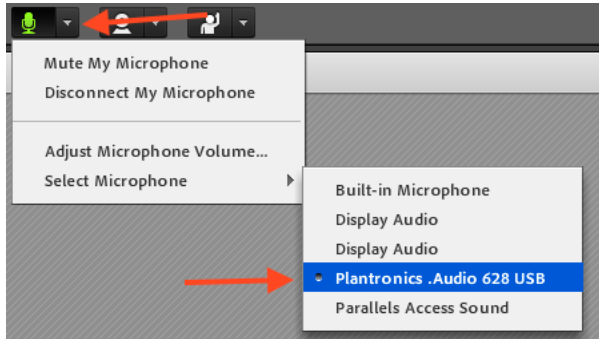 Mute My Microphone
Disconnect My Microphone
Adjust Microphone Volume...
Select Microphone
Built-in Microphone
Display Audio
Display Audio
Plantronics .Audio 628 USB
Parallels Access Sound